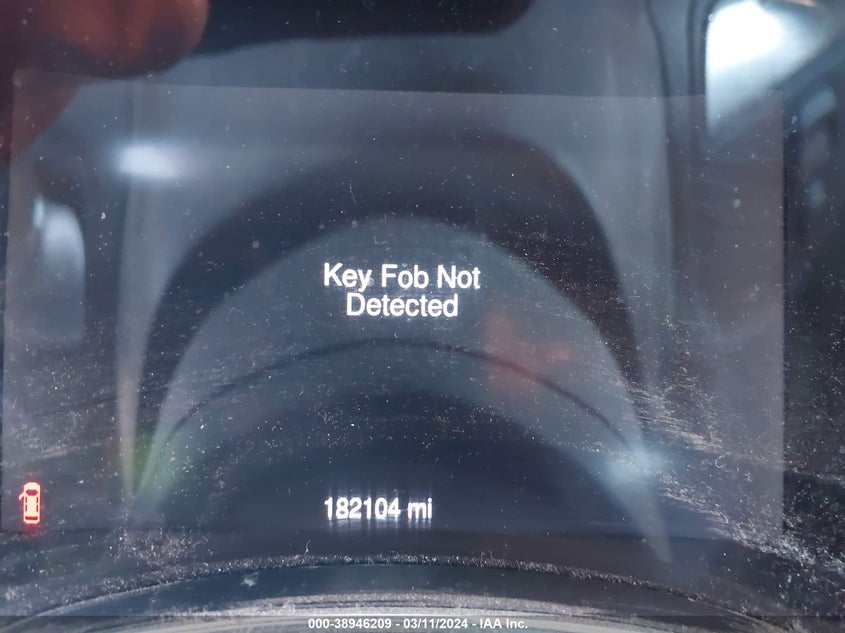 Key Fob Not
Detected
182104 mi
000-38946209 - 03/11/2024 - IAA Inc.